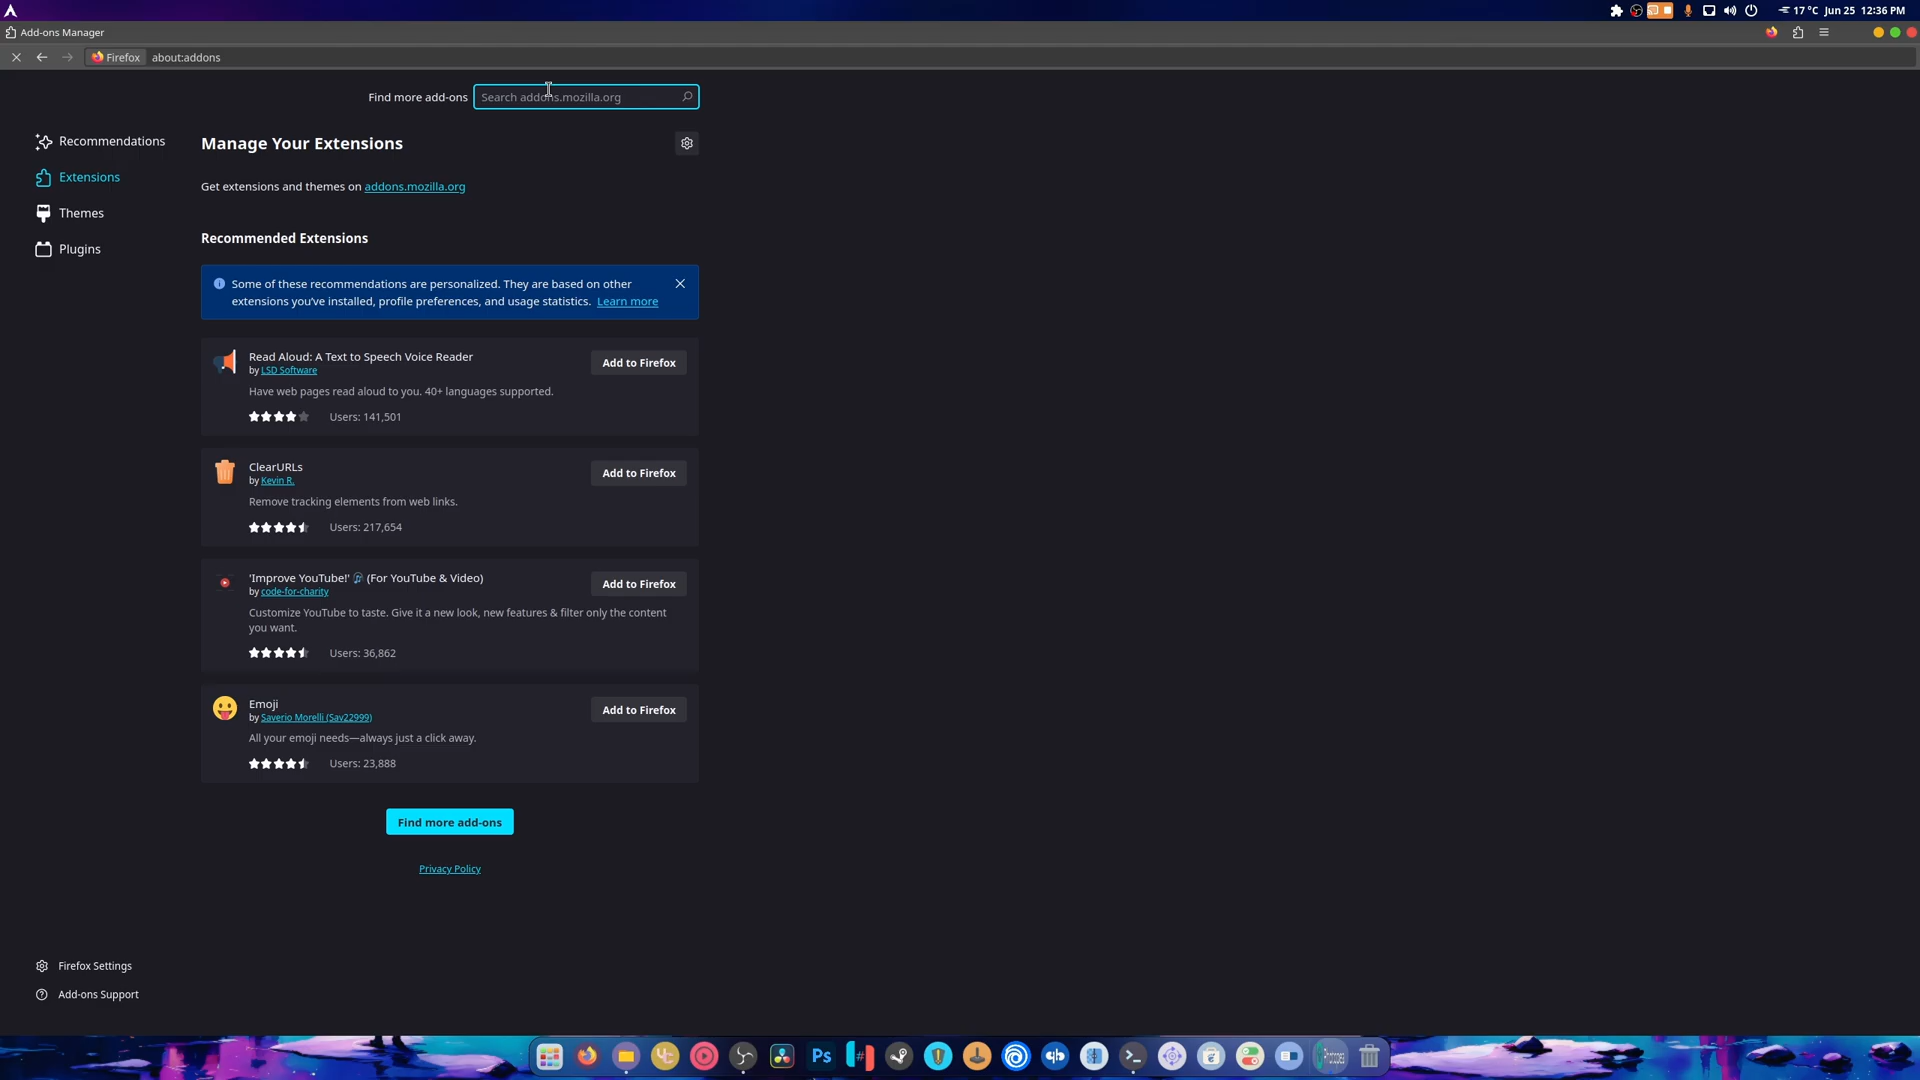 17 °C Jun 25 12:36 PM
Add-ons Manager
Firefox about:addons
Find more add-ons Search addons.mozilla.org
Recommendations
Extensions
Themes
Plugins
Manage Your Extensions
Get extensions and themes on addons.mozilla.org
Recommended Extensions
Some of these recommendations are personalized. They are based on other
extensions you've installed, profile preferences, and usage statistics. Learn more
Read Aloud: A Text to Speech Voice Reader
by LSD Software
Have web pages read aloud to you. 40+ languages supported.
Users: 141,501
Add to Firefox
ClearURLs
by Kevin R.
Remove tracking elements from web links.
Users: 217,654
Add to Firefox
'Improve YouTube!' 🎧 (For YouTube & Video)
by code-for-charity
Customize YouTube to taste. Give it a new look, new features & filter only the content
you want.
Users: 36,862
Add to Firefox
Emoji
by Saverio Morelli (Sav22999)
All your emoji needs—always just a click away.
Users: 23,888
Add to Firefox
Find more add-ons
Privacy Policy
Firefox Settings
Add-ons Support
Ps